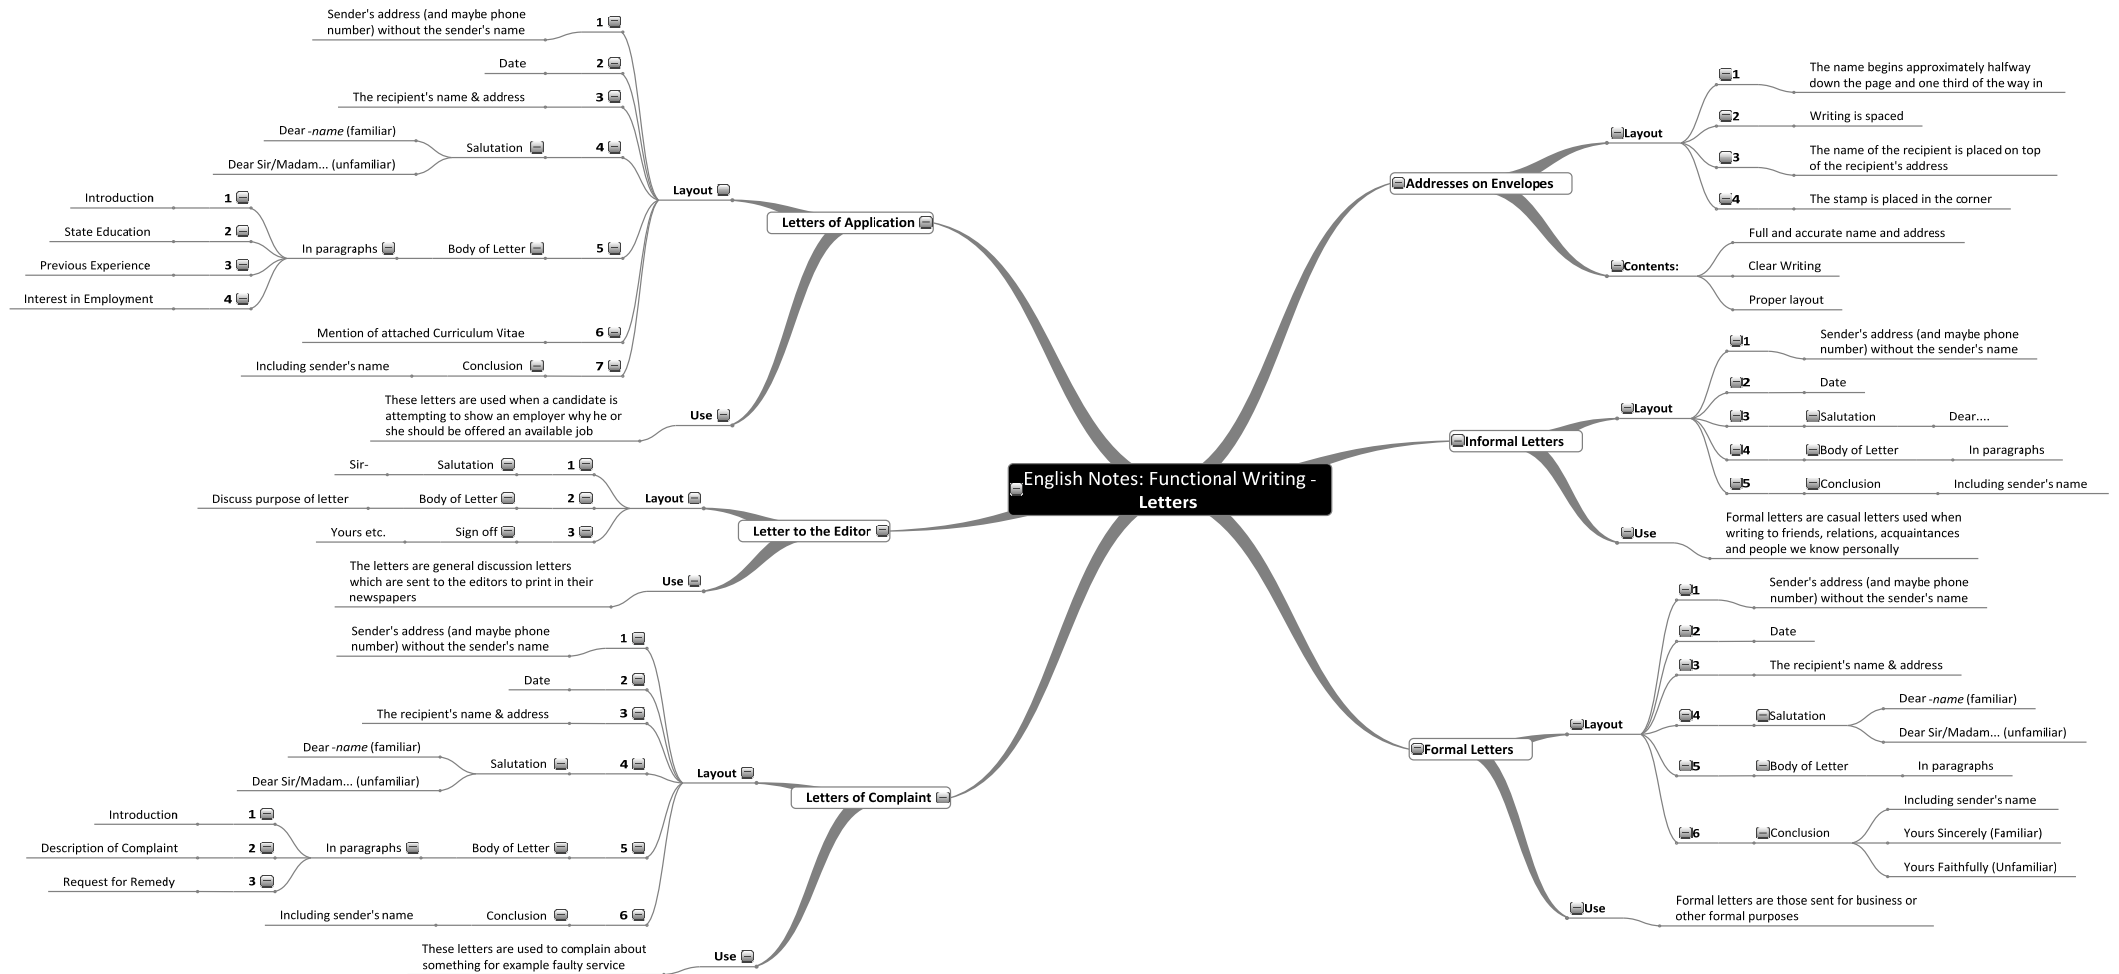 English Notes: Functional Writing -
Letters
Letters of Application
Layout
1
Sender's address (and maybe phone
number) without the sender's name
2
Date
3
The recipient's name & address
4
Salutation
Dear -name (familiar)
Dear Sir/Madam... (unfamiliar)
5
Body of Letter
In paragraphs
1
Introduction
2
State Education
3
Previous Experience
4
Interest in Employment
6
Mention of attached Curriculum Vitae
7
Conclusion
Including sender's name
Use
These letters are used when a candidate is
attempting to show an employer why he or
she should be offered an available job
Letter to the Editor
Layout
1
Salutation
Sir-
2
Body of Letter
Discuss purpose of letter
3
Sign off
Yours etc.
Use
The letters are general discussion letters
which are sent to the editors to print in their
newspapers
Letters of Complaint
Layout
1
Sender's address (and maybe phone
number) without the sender's name
2
Date
3
The recipient's name & address
4
Salutation
Dear -name (familiar)
Dear Sir/Madam... (unfamiliar)
5
Body of Letter
In paragraphs
1
Introduction
2
Description of Complaint
3
Request for Remedy
6
Conclusion
Including sender's name
Use
These letters are used to complain about
something for example faulty service
Addresses on Envelopes
Layout
1
The name begins approximately halfway
down the page and one third of the way in
2
Writing is spaced
3
The name of the recipient is placed on top
of the recipient's address
4
The stamp is placed in the corner
Contents:
Full and accurate name and address
Clear Writing
Proper layout
Informal Letters
Layout
1
Sender's address (and maybe phone
number) without the sender's name
2
Date
3
Salutation
Dear....
4
Body of Letter
In paragraphs
5
Conclusion
Including sender's name
Use
Formal letters are casual letters used when
writing to friends, relations, acquaintances
and people we know personally
Formal Letters
Layout
1
Sender's address (and maybe phone
number) without the sender's name
2
Date
3
The recipient's name & address
4
Salutation
Dear -name (familiar)
Dear Sir/Madam... (unfamiliar)
5
Body of Letter
In paragraphs
6
Conclusion
Including sender's name
Yours Sincerely (Familiar)
Yours Faithfully (Unfamiliar)
Use
Formal letters are those sent for business or
other formal purposes